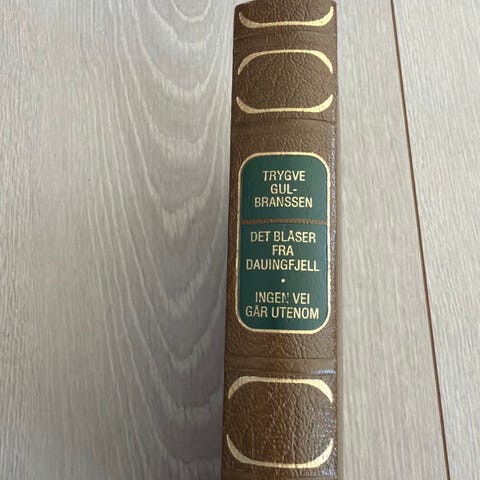 TRYGVE
GUL-
BRANSSEN
DET BLÅSER
FRA
DAUINGFJELL
•
INGEN VEI
GÅR UTENOM